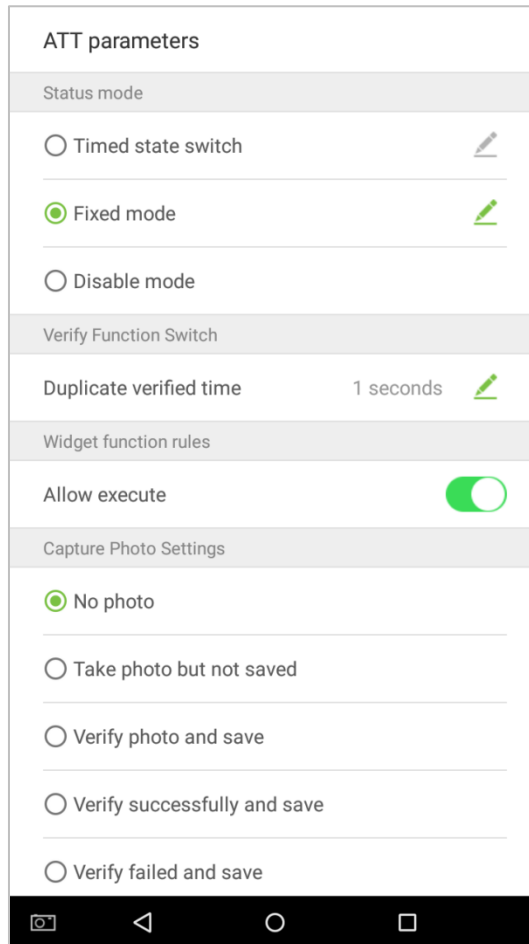 ATT parameters
Status mode
Timed state switch
Fixed mode
Disable mode
Verify Function Switch
Duplicate verified time 1 seconds
Widget function rules
Allow execute
Capture Photo Settings
No photo
Take photo but not saved
Verify photo and save
Verify successfully and save
Verify failed and save